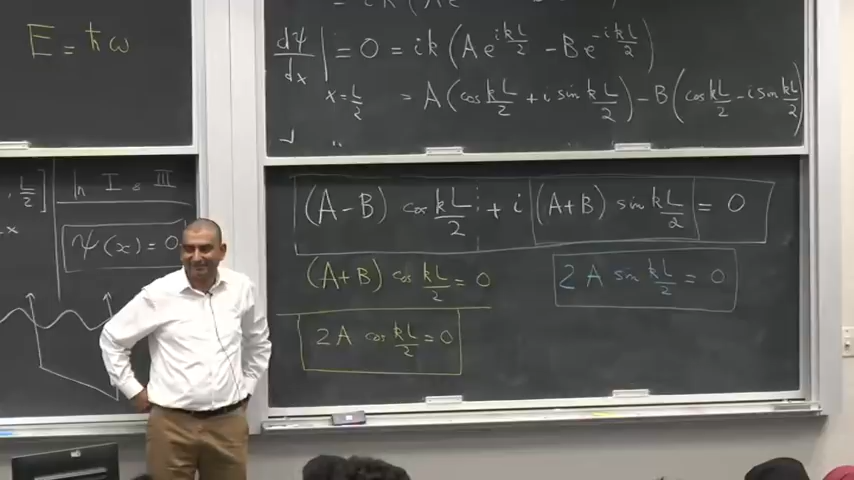 E = ħω
dψ/dx | x=L/2 = 0 = ik (A e^{ikL/2} - B e^{-ikL/2})
= A (cos kL/2 + i sin kL/2) - B (cos kL/2 - i sin kL/2)
, L/2] In I & III
ψ(x) = 0
(A-B) cos kL/2 + i (A+B) sin kL/2 = 0
(A+B) cos kL/2 = 0
2A sin kL/2 = 0
2A cos kL/2 = 0